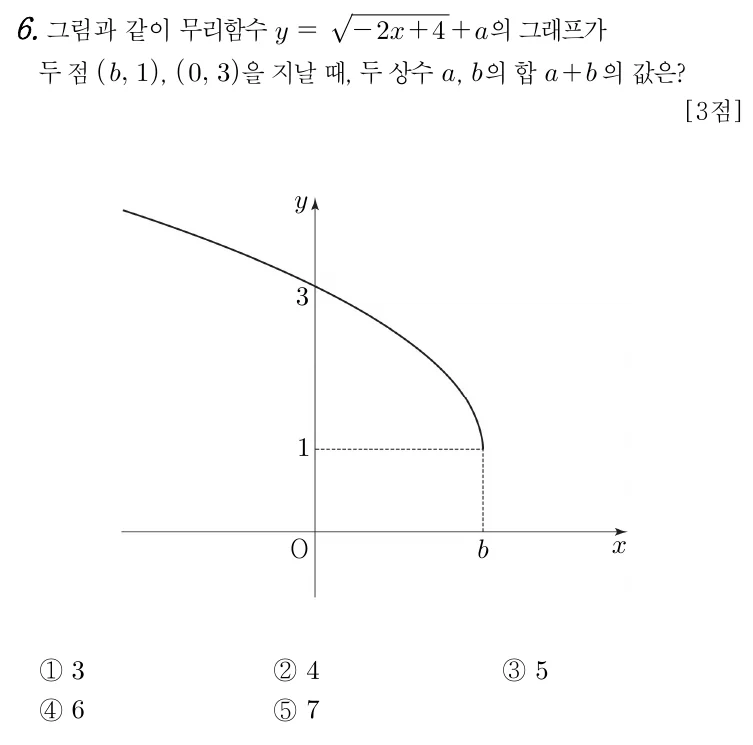 6. 그림과 같이 무리함수 y = √(-2x+4) + a의 그래프가
두 점 (b, 1), (0, 3)을 지날 때, 두 상수 a, b의 합 a+b의 값은?
[3점]
y
3
1
O
b
x
① 3 ② 4 ③ 5
④ 6 ⑤ 7